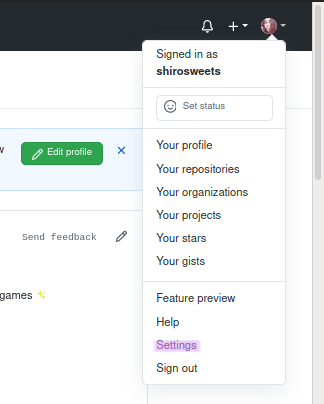 Signed in as
shirosweets
Set status
Edit profile
Your profile
Your repositories
Your organizations
Your projects
Send feedback
Your stars
Your gists
games ✨
Feature preview
Help
Settings
Sign out